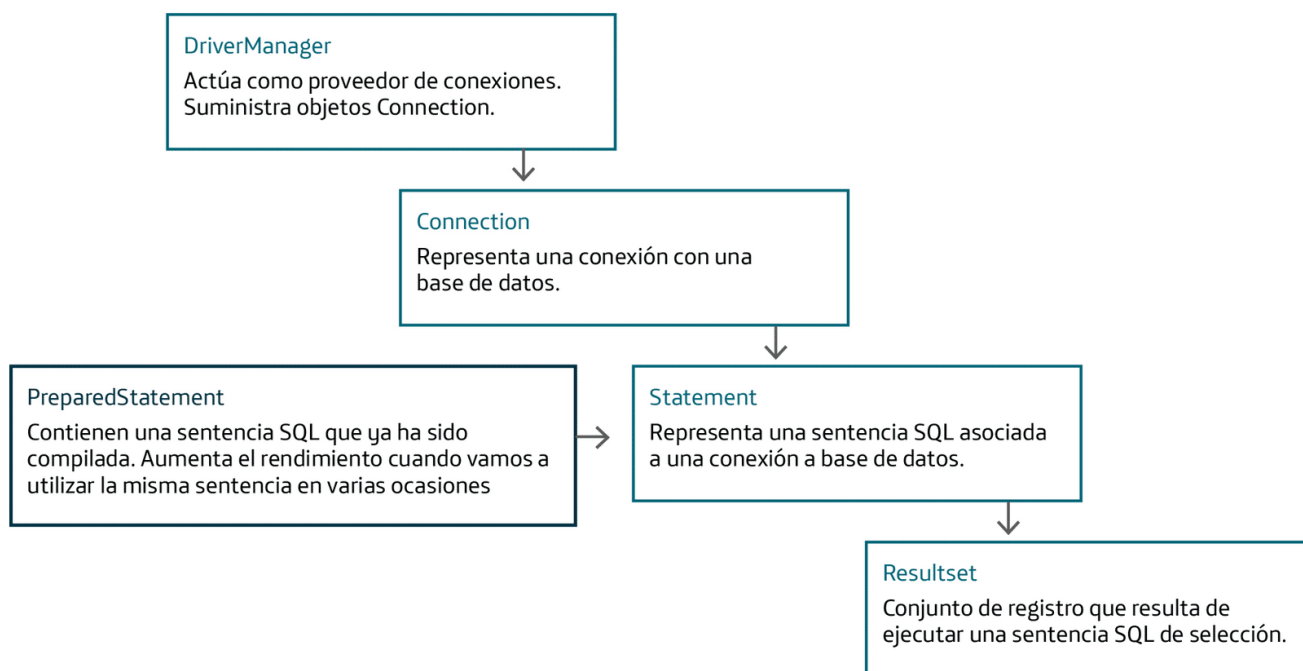 DriverManager
Actúa como proveedor de conexiones.
Suministra objetos Connection.
Connection
Representa una conexión con una
base de datos.
PreparedStatement
Contienen una sentencia SQL que ya ha sido
compilada. Aumenta el rendimiento cuando vamos a
utilizar la misma sentencia en varias ocasiones
Statement
Representa una sentencia SQL asociada
a una conexión a base de datos.
Resultset
Conjunto de registro que resulta de
ejecutar una sentencia SQL de selección.